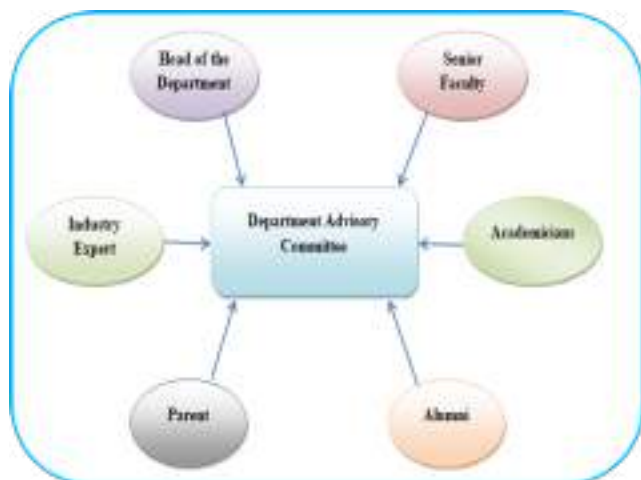 Head of the
Department
Senior
Faculty
Industry
Expert
Department Advisory
Committee
Academicians
Parent
Alumni